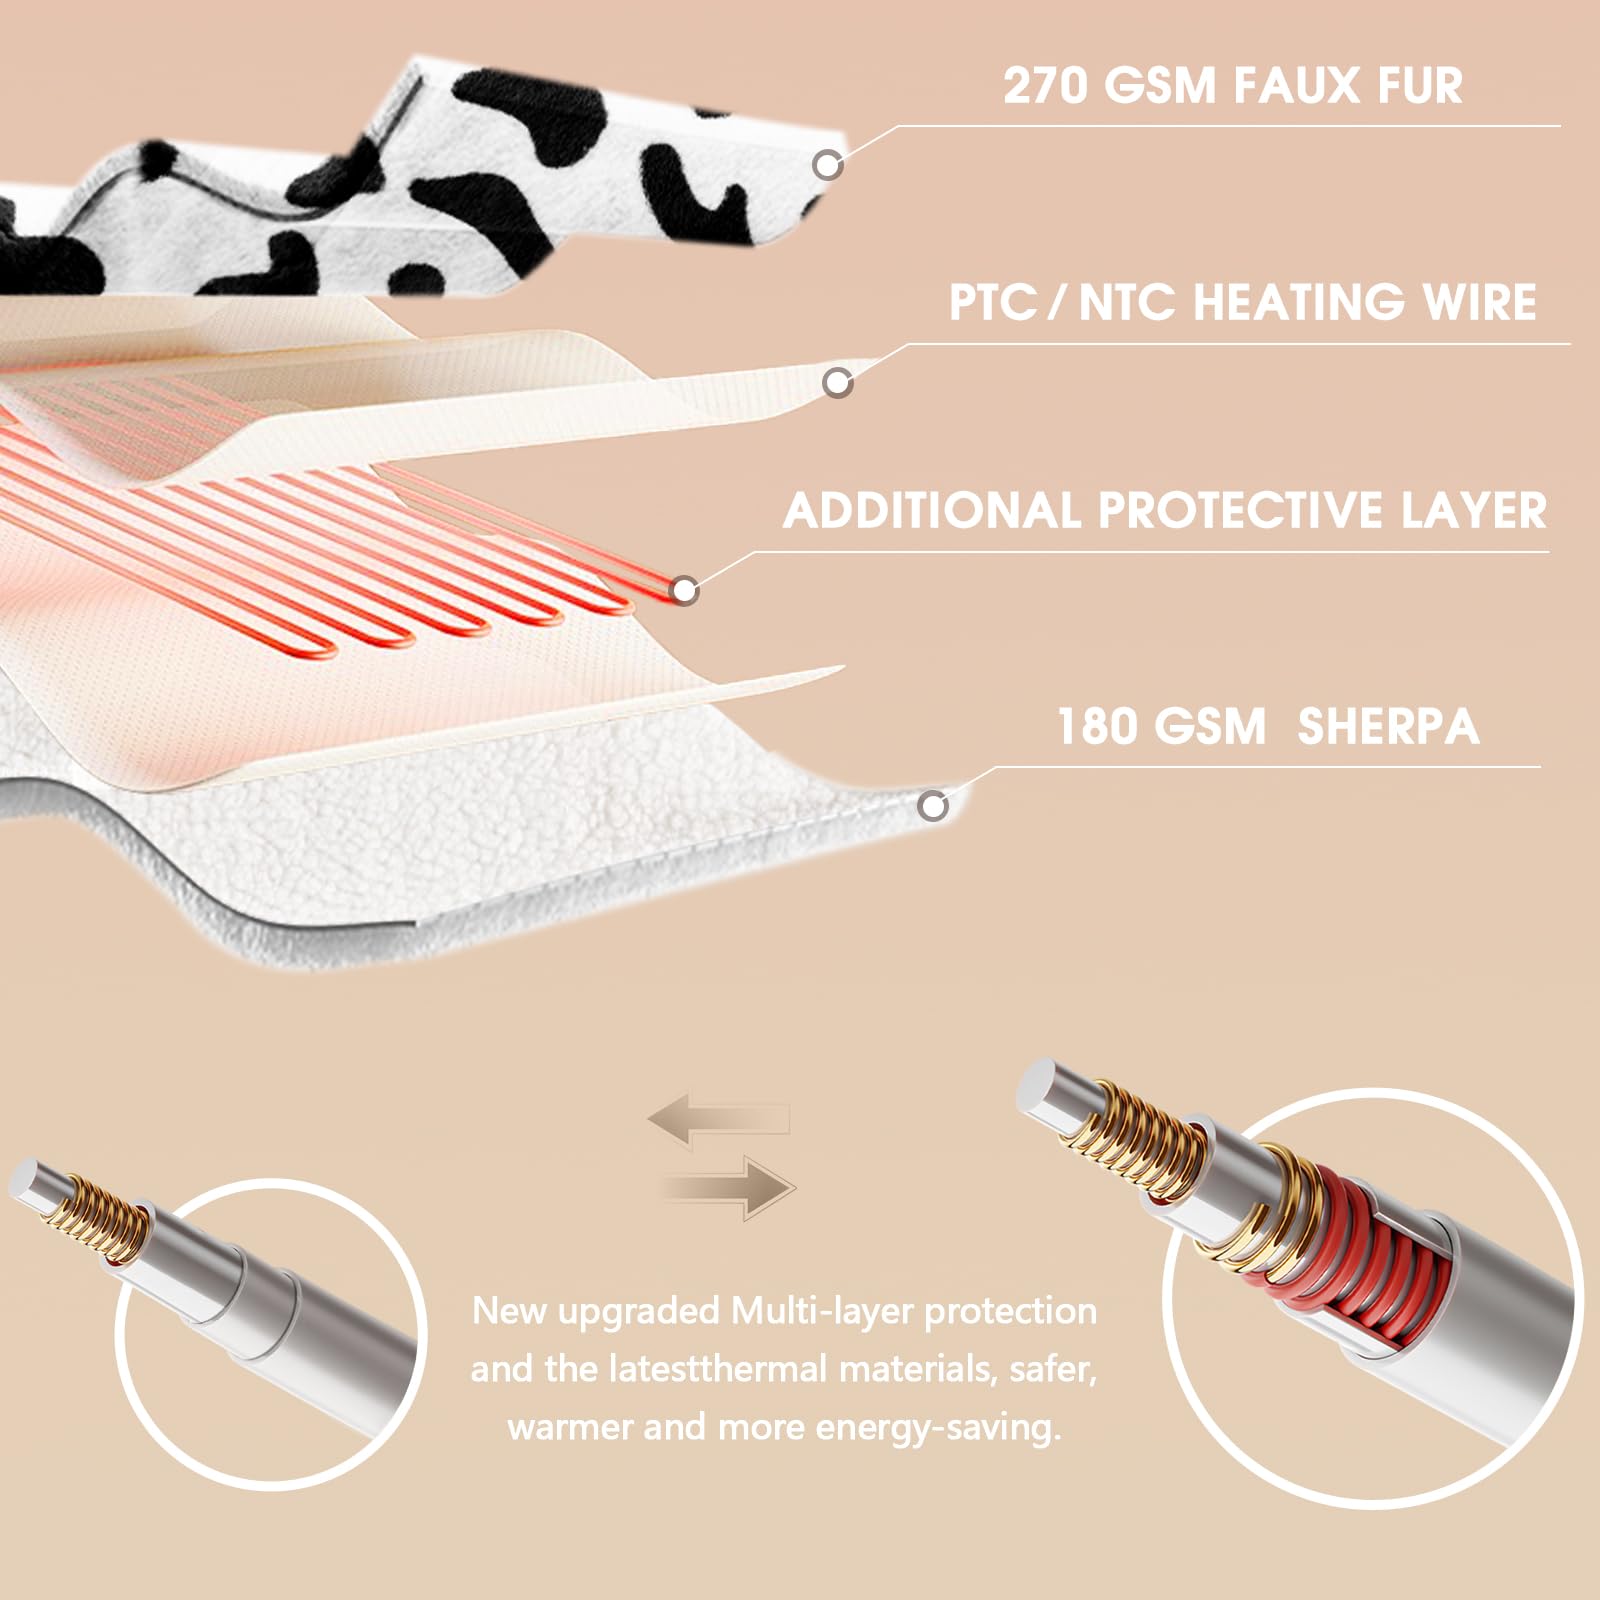 270 GSM FAUX FUR
PTC / NTC HEATING WIRE
ADDITIONAL PROTECTIVE LAYER
180 GSM  SHERPA
New upgraded Multi-layer protection
and the latestthermal materials, safer,
warmer and more energy-saving.